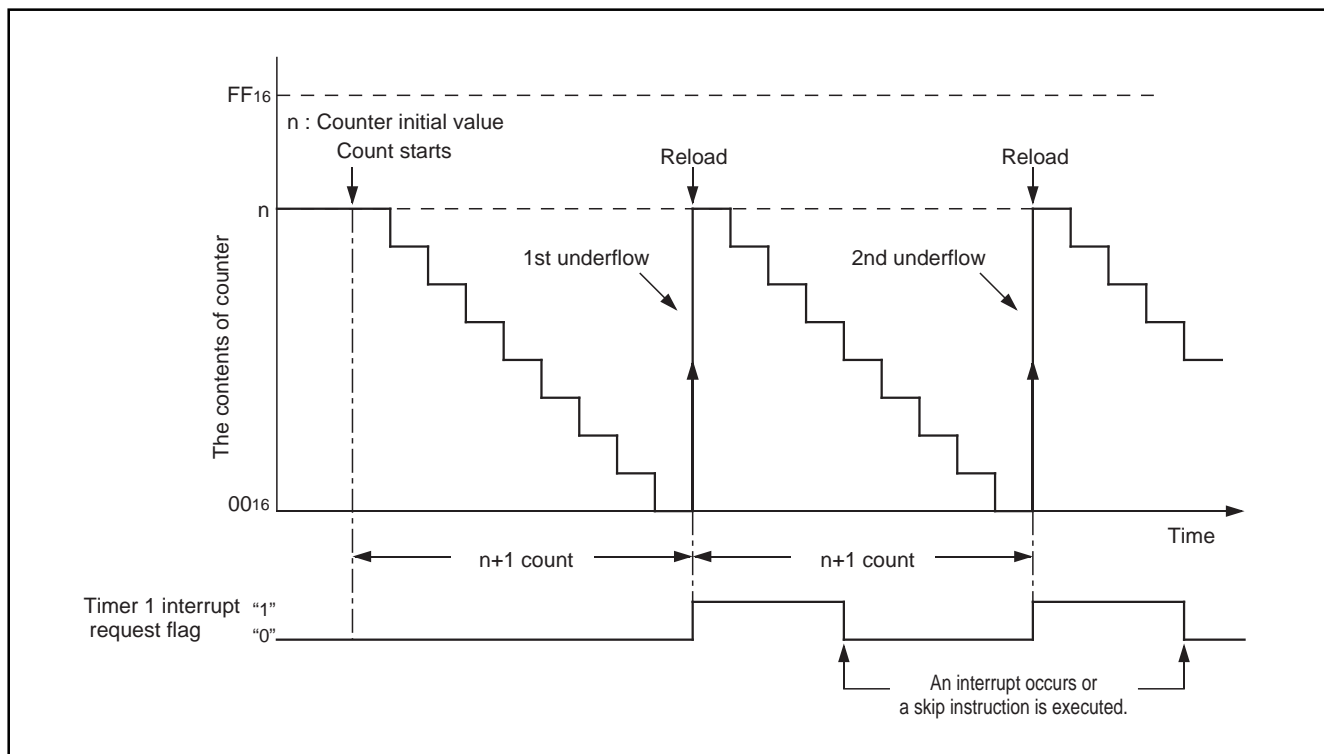 FF16
n : Counter initial value
Count starts
Reload
Reload
n
1st underflow
2nd underflow
The contents of counter
0016
Time
n+1 count
n+1 count
Timer 1 interrupt
request flag
“1”
“0”
An interrupt occurs or
a skip instruction is executed.